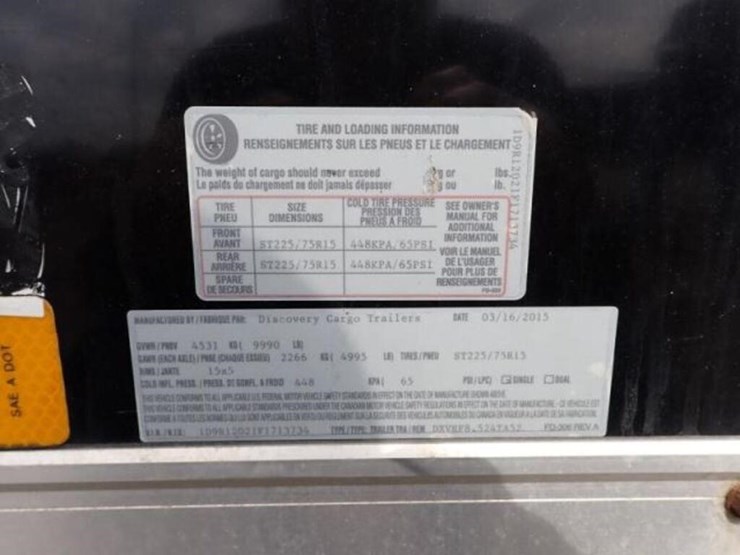 TIRE AND LOADING INFORMATION
RENSEIGNEMENTS SUR LES PNEUS ET LE CHARGEMENT
The weight of cargo should never exceed or lbs.
Le poids du chargement ne doit jamais dépasser ou lb.
TIRE PNEU
SIZE DIMENSIONS
COLD TIRE PRESSURE PRESSION DES PNEUS A FROID
SEE OWNER'S MANUAL FOR ADDITIONAL INFORMATION
VOIR LE MANUEL DE L'USAGER POUR PLUS DE RENSEIGNEMENTS
FRONT AVANT ST225/75R15 448KPA/65PSI
REAR ARRIÈRE ST225/75R15 448KPA/65PSI
SPARE DE SECOURS
MANUFACTURED BY / FABRIQUE PAR: Discovery Cargo Trailers DATE 03/16/2015
GVWR/PNBV 4531 KG( 9990 LB)
GAWR (EACH AXLE) / PNBE (CHAQUE ESSIEU) 2266 KG( 4995 LB) TIRES/PNEU ST225/75R15
RIMS / JANTE 15x5
COLD INFL. PRESS. / PRESS. DE GONFL. A FROID 448 KPA( 65 PSI/LPC) SINGLE DUAL
FD-306 REV A
SAE A DOT